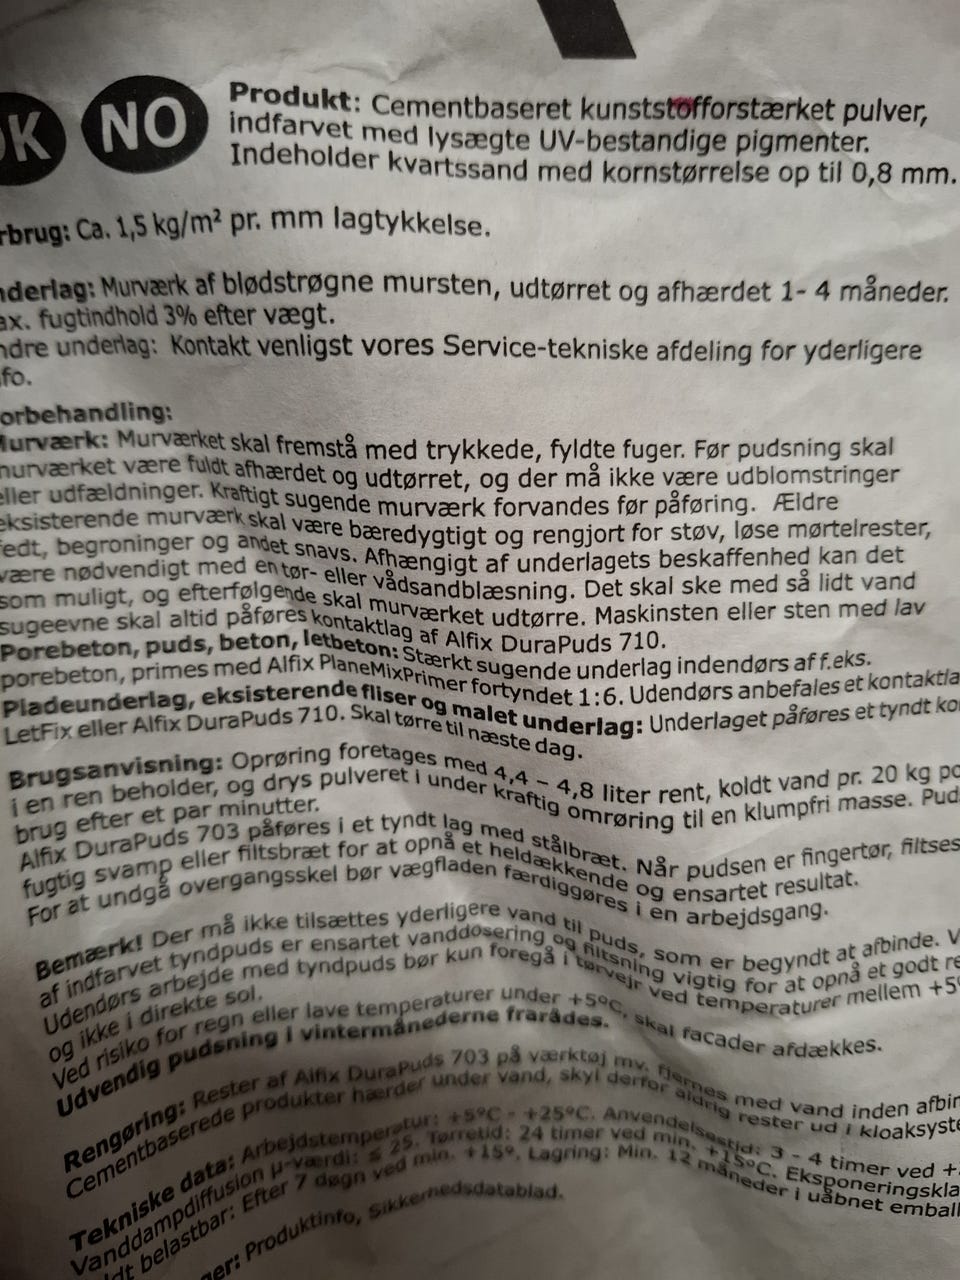 NO
Produkt: Cementbaseret kunststofforstærket pulver,
indfarvet med lysægte UV-bestandige pigmenter.
Indeholder kvartssand med kornstørrelse op til 0,8 mm.
rbrug: Ca. 1,5 kg/m² pr. mm lagtykkelse.
nderlag: Murværk af blødstrøgne mursten, udtørret og afhærdet 1- 4 måneder.
ax. fugtindhold 3% efter vægt.
ndre underlag: Kontakt venligst vores Service-tekniske afdeling for yderligere
fo.
orbehandling:
Murværk: Murværket skal fremstå med trykkede, fyldte fuger. Før pudsning skal
murværket være fuldt afhærdet og udtørret, og der må ikke være udblomstringer
eller udfældninger. Kraftigt sugende murværk forvandes før påføring. Ældre
eksisterende murværk skal være bæredygtigt og rengjort for støv, løse mørtelrester,
fedt, begroninger og andet snavs. Afhængigt af underlagets beskaffenhed kan det
være nødvendigt med en tør- eller vådsandblæsning. Det skal ske med så lidt vand
som muligt, og efterfølgende skal murværket udtørre. Maskinsten eller sten med lav
sugeevne skal altid påføres kontaktlag af Alfix DuraPuds 710.
Porebeton, puds, beton, letbeton: Stærkt sugende underlag indendørs af f.eks.
porebeton, primes med Alfix PlaneMixPrimer fortyndet 1:6. Udendørs anbefales et kontaktla
Pladeunderlag, eksisterende fliser og malet underlag: Underlaget påføres et tyndt ko
LetFix eller Alfix DuraPuds 710. Skal tørre til næste dag.
Brugsanvisning: Oprøring foretages med 4,4 – 4,8 liter rent, koldt vand pr. 20 kg po
i en ren beholder, og drys pulveret i under kraftig omrøring til en klumpfri masse. Pud
brug efter et par minutter.
Alfix DuraPuds 703 påføres i et tyndt lag med stålbræt. Når pudsen er fingertør, filtses
fugtig svamp eller filtsbræt for at opnå et heldækkende og ensartet resultat.
For at undgå overgangsskel bør vægfladen færdiggøres i en arbejdsgang.
Bemærk! Der må ikke tilsættes yderligere vand til puds, som er begyndt at afbinde. V
af indfarvet tyndpuds er ensartet vanddosering og filtsning vigtig for at opnå et godt re
Udendørs arbejde med tyndpuds bør kun foregå i tørvejr ved temperaturer mellem +5°
og ikke i direkte sol.
Ved risiko for regn eller lave temperaturer under +5°C, skal facader afdækkes.
Udvendig pudsning i vintermånederne frarådes.
Rengøring: Rester af Alfix DuraPuds 703 på værktøj mv. fjernes med vand inden afbin
Cementbaserede produkter hærder under vand, skyl derfor aldrig rester ud i kloaksyste
Tekniske data: Arbejdstemperatur: +5°C - +25°C. Anvendelsestid: 3 - 4 timer ved +
Vanddampdiffusion µ-værdi: ≤ 25. Tørretid: 24 timer ved min. +15°C. Eksponeringskla
ldt belastbar: Efter 7 døgn ved min. +15°. Lagring: Min. 12 måneder i uåbnet emball
ger: Produktinfo, Sikkerhedsdatablad.